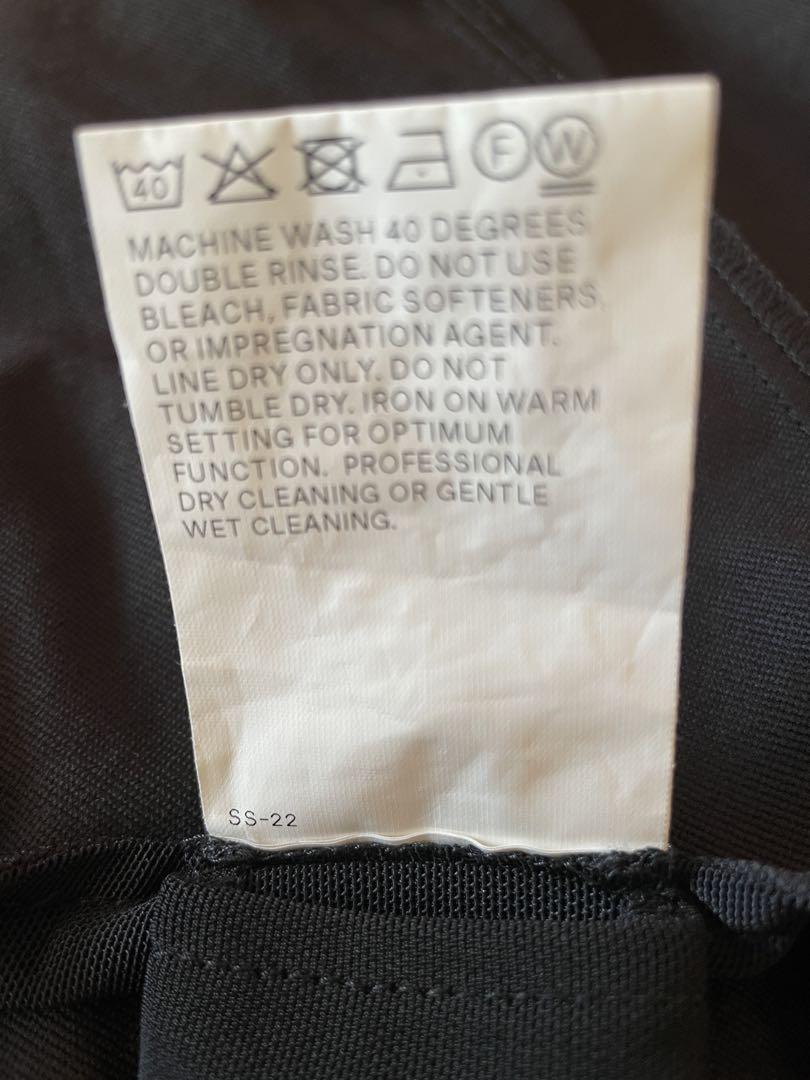 40 F W
MACHINE WASH 40 DEGREES.
DOUBLE RINSE. DO NOT USE
BLEACH, FABRIC SOFTENERS,
OR IMPREGNATION AGENT.
LINE DRY ONLY. DO NOT
TUMBLE DRY. IRON ON WARM
SETTING FOR OPTIMUM
FUNCTION. PROFESSIONAL
DRY CLEANING OR GENTLE
WET CLEANING.
SS-22